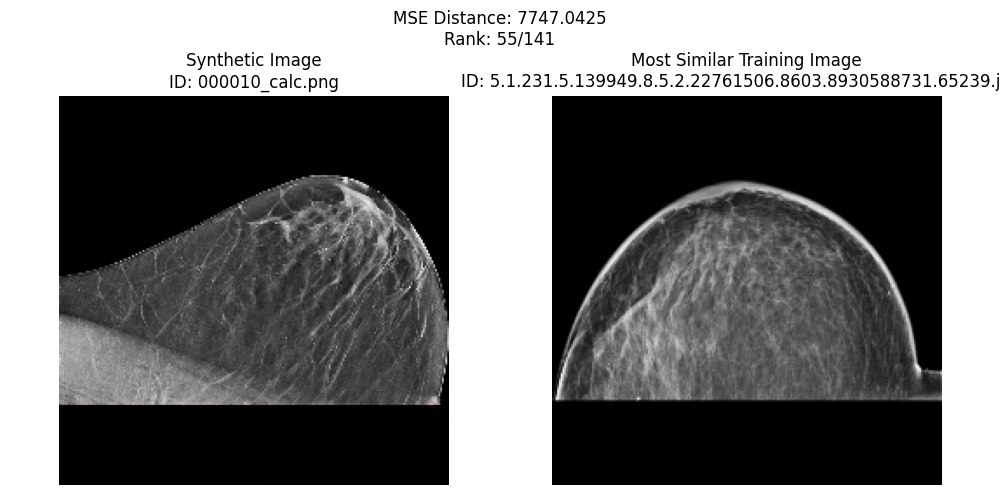 MSE Distance: 7747.0425
Rank: 55/141
Synthetic Image
ID: 000010_calc.png
Most Similar Training Image
ID: 5.1.231.5.139949.8.5.2.22761506.8603.8930588731.65239.j